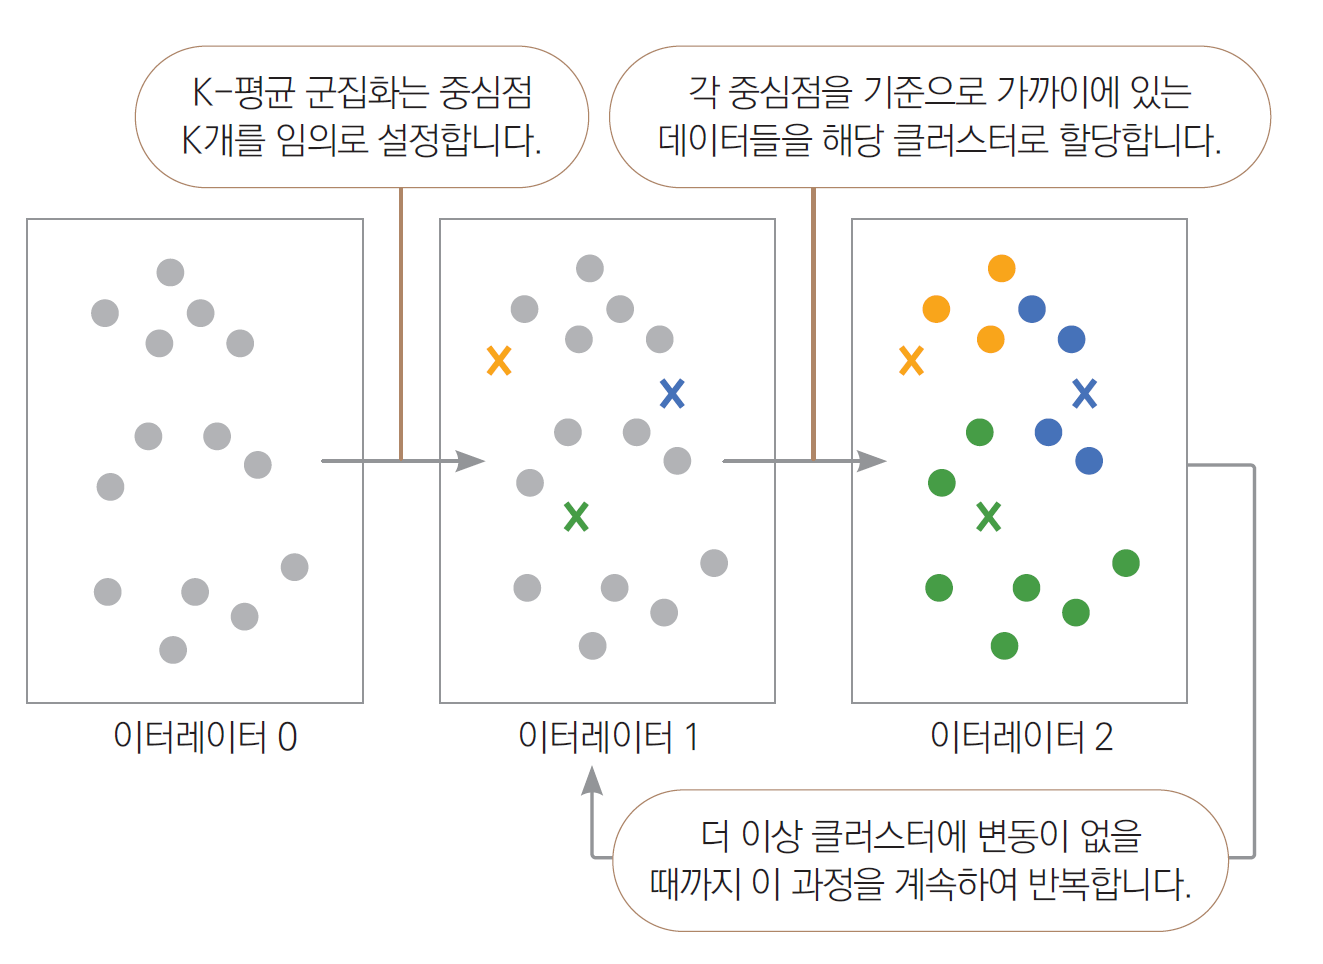 K-평균 군집화는 중심점
K개를 임의로 설정합니다.
각 중심점을 기준으로 가까이에 있는
데이터들을 해당 클러스터로 할당합니다.
이터레이터 0
이터레이터 1
이터레이터 2
더 이상 클러스터에 변동이 없을
때까지 이 과정을 계속하여 반복합니다.